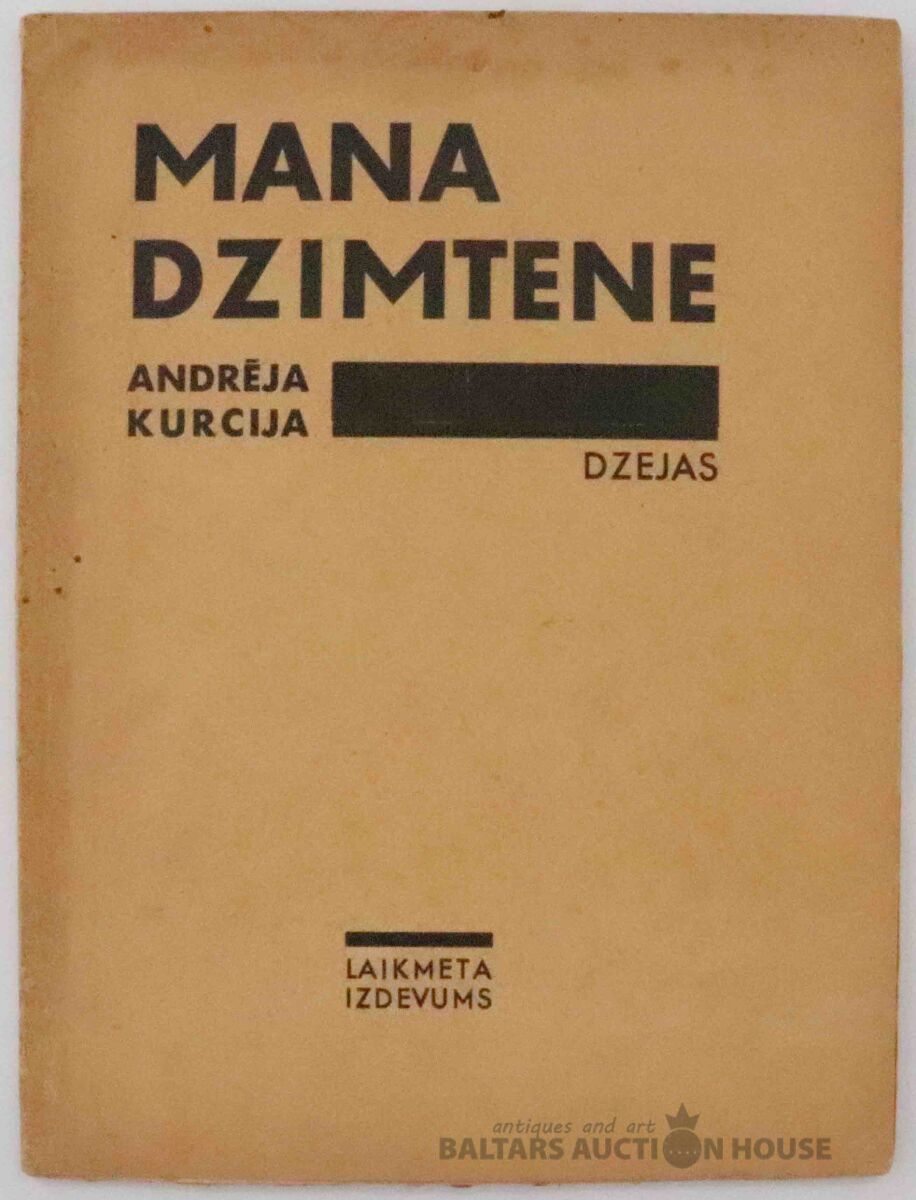 MANA
DZIMTENE
ANDRĒJA
KURCIJA
DZEJAS
LAIKMETA
IZDEVUMS
antiques and art
BALTARS AUCTION HOUSE